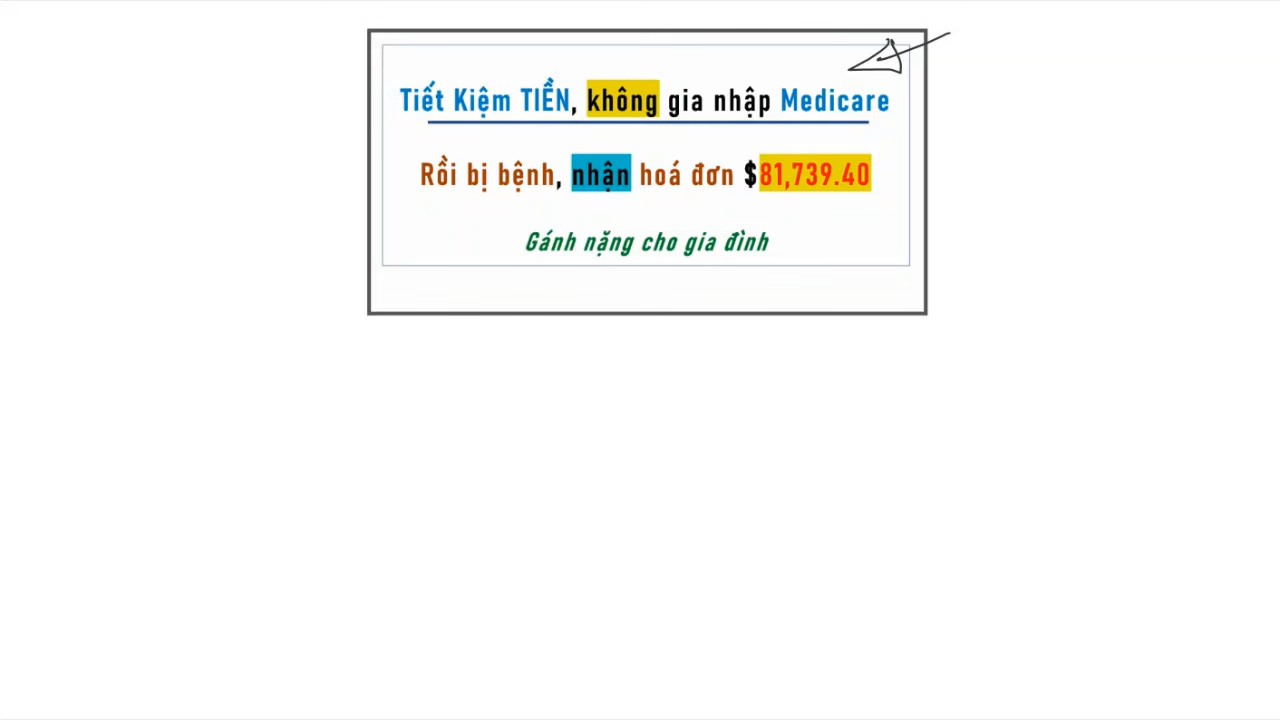 Tiết Kiệm TIỀN, không gia nhập Medicare
Rồi bị bệnh, nhận hoá đơn $81,739.40
Gánh nặng cho gia đình